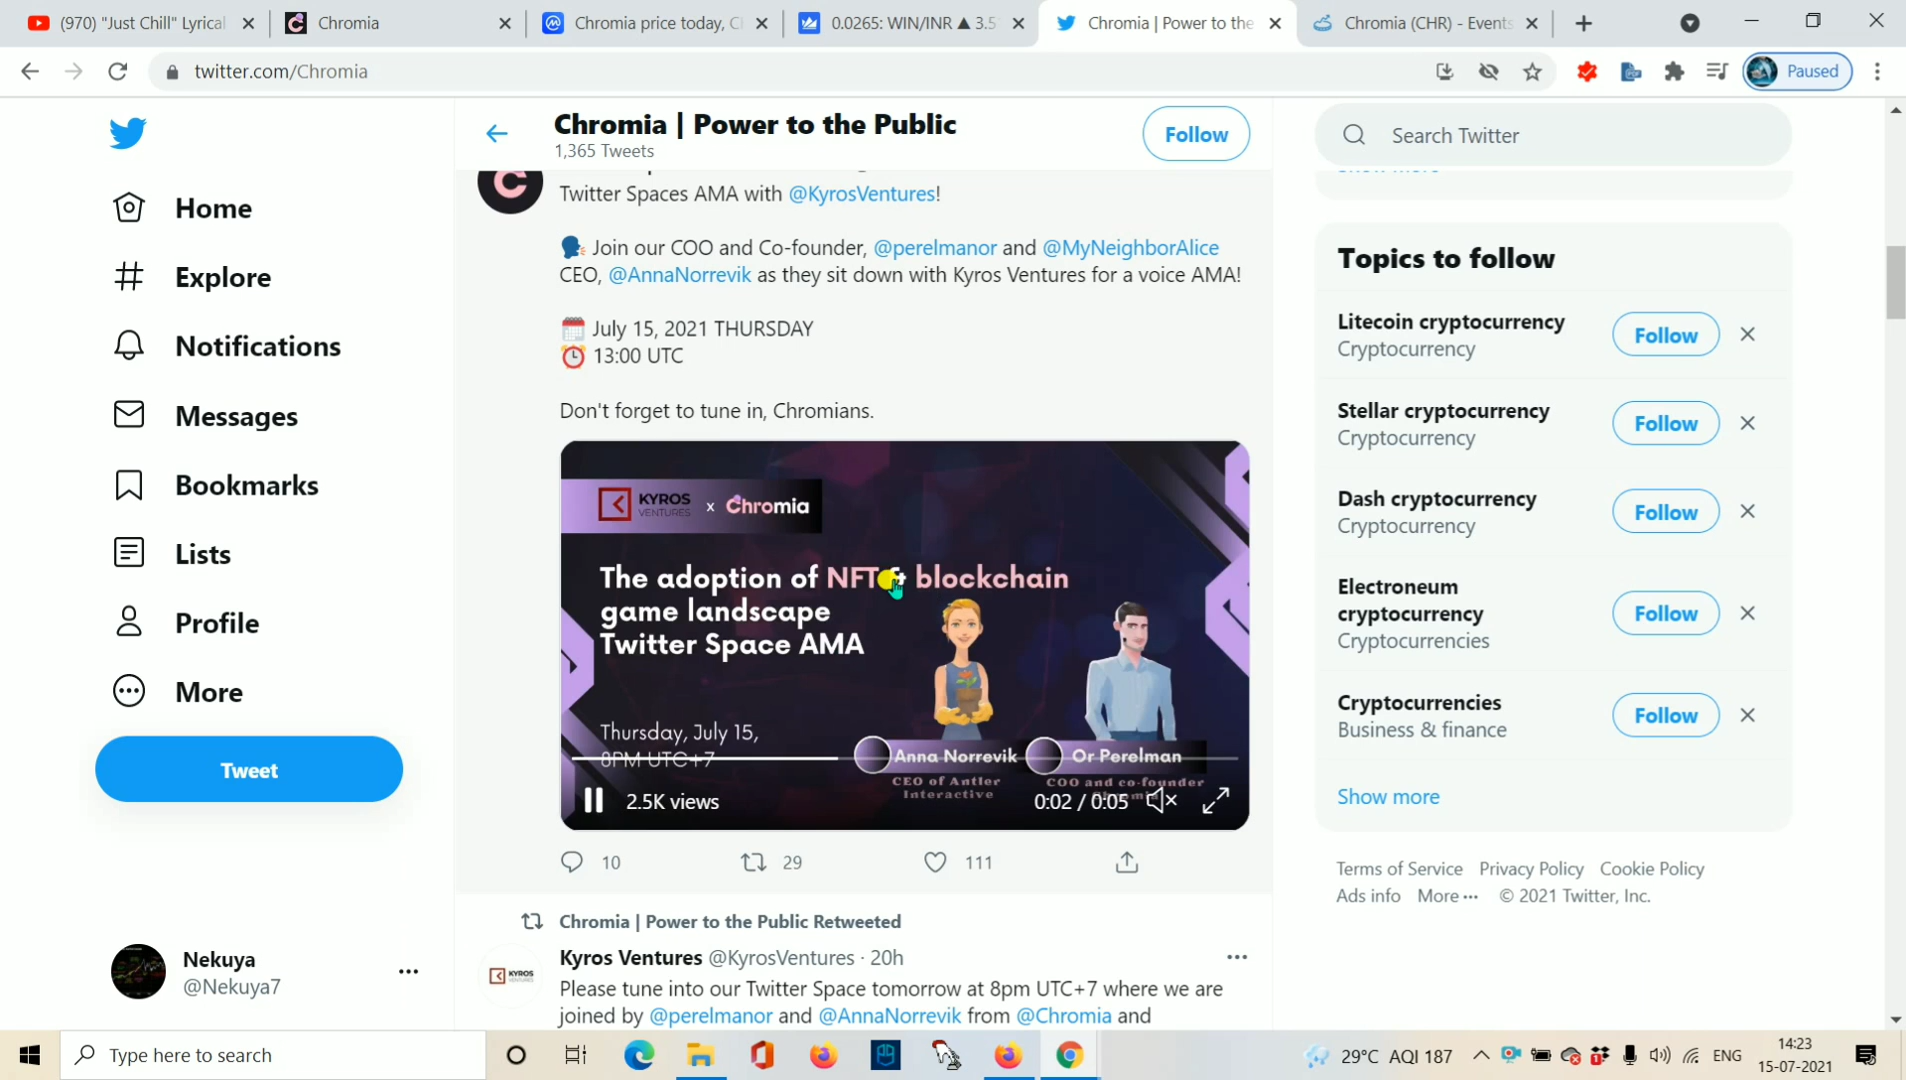 (970) "Just Chill" Lyrical
Chromia
Chromia price today, C
0.0265: WIN/INR ▲ 3.5
Chromia | Power to the
Chromia (CHR) - Events
twitter.com/Chromia
Paused
Home
Explore
Notifications
Messages
Bookmarks
Lists
Profile
More
Tweet
Nekuya
@Nekuya7
Chromia | Power to the Public
1,365 Tweets
Follow
Twitter Spaces AMA with @KyrosVentures!
Join our COO and Co-founder, @perelmanor and @MyNeighborAlice
CEO, @AnnaNorrevik as they sit down with Kyros Ventures for a voice AMA!
July 15, 2021 THURSDAY
13:00 UTC
Don't forget to tune in, Chromians.
KYROS
VENTURES
x Chromia
The adoption of NFT & blockchain
game landscape
Twitter Space AMA
Thursday, July 15,
8PM UTC+7
Anna Norrevik
CEO of Antler
Interactive
Or Perelman
COO and co-founder
2.5K views
0:02 / 0:05
10
29
111
Chromia | Power to the Public Retweeted
KYROS
Kyros Ventures @KyrosVentures · 20h
Please tune into our Twitter Space tomorrow at 8pm UTC+7 where we are
joined by @perelmanor and @AnnaNorrevik from @Chromia and
Search Twitter
Topics to follow
Litecoin cryptocurrency
Cryptocurrency
Follow
Stellar cryptocurrency
Cryptocurrency
Follow
Dash cryptocurrency
Cryptocurrency
Follow
Electroneum
cryptocurrency
Cryptocurrencies
Follow
Cryptocurrencies
Business & finance
Follow
Show more
Terms of Service Privacy Policy Cookie Policy
Ads info More ··· © 2021 Twitter, Inc.
Type here to search
29°C AQI 187
ENG
14:23
15-07-2021